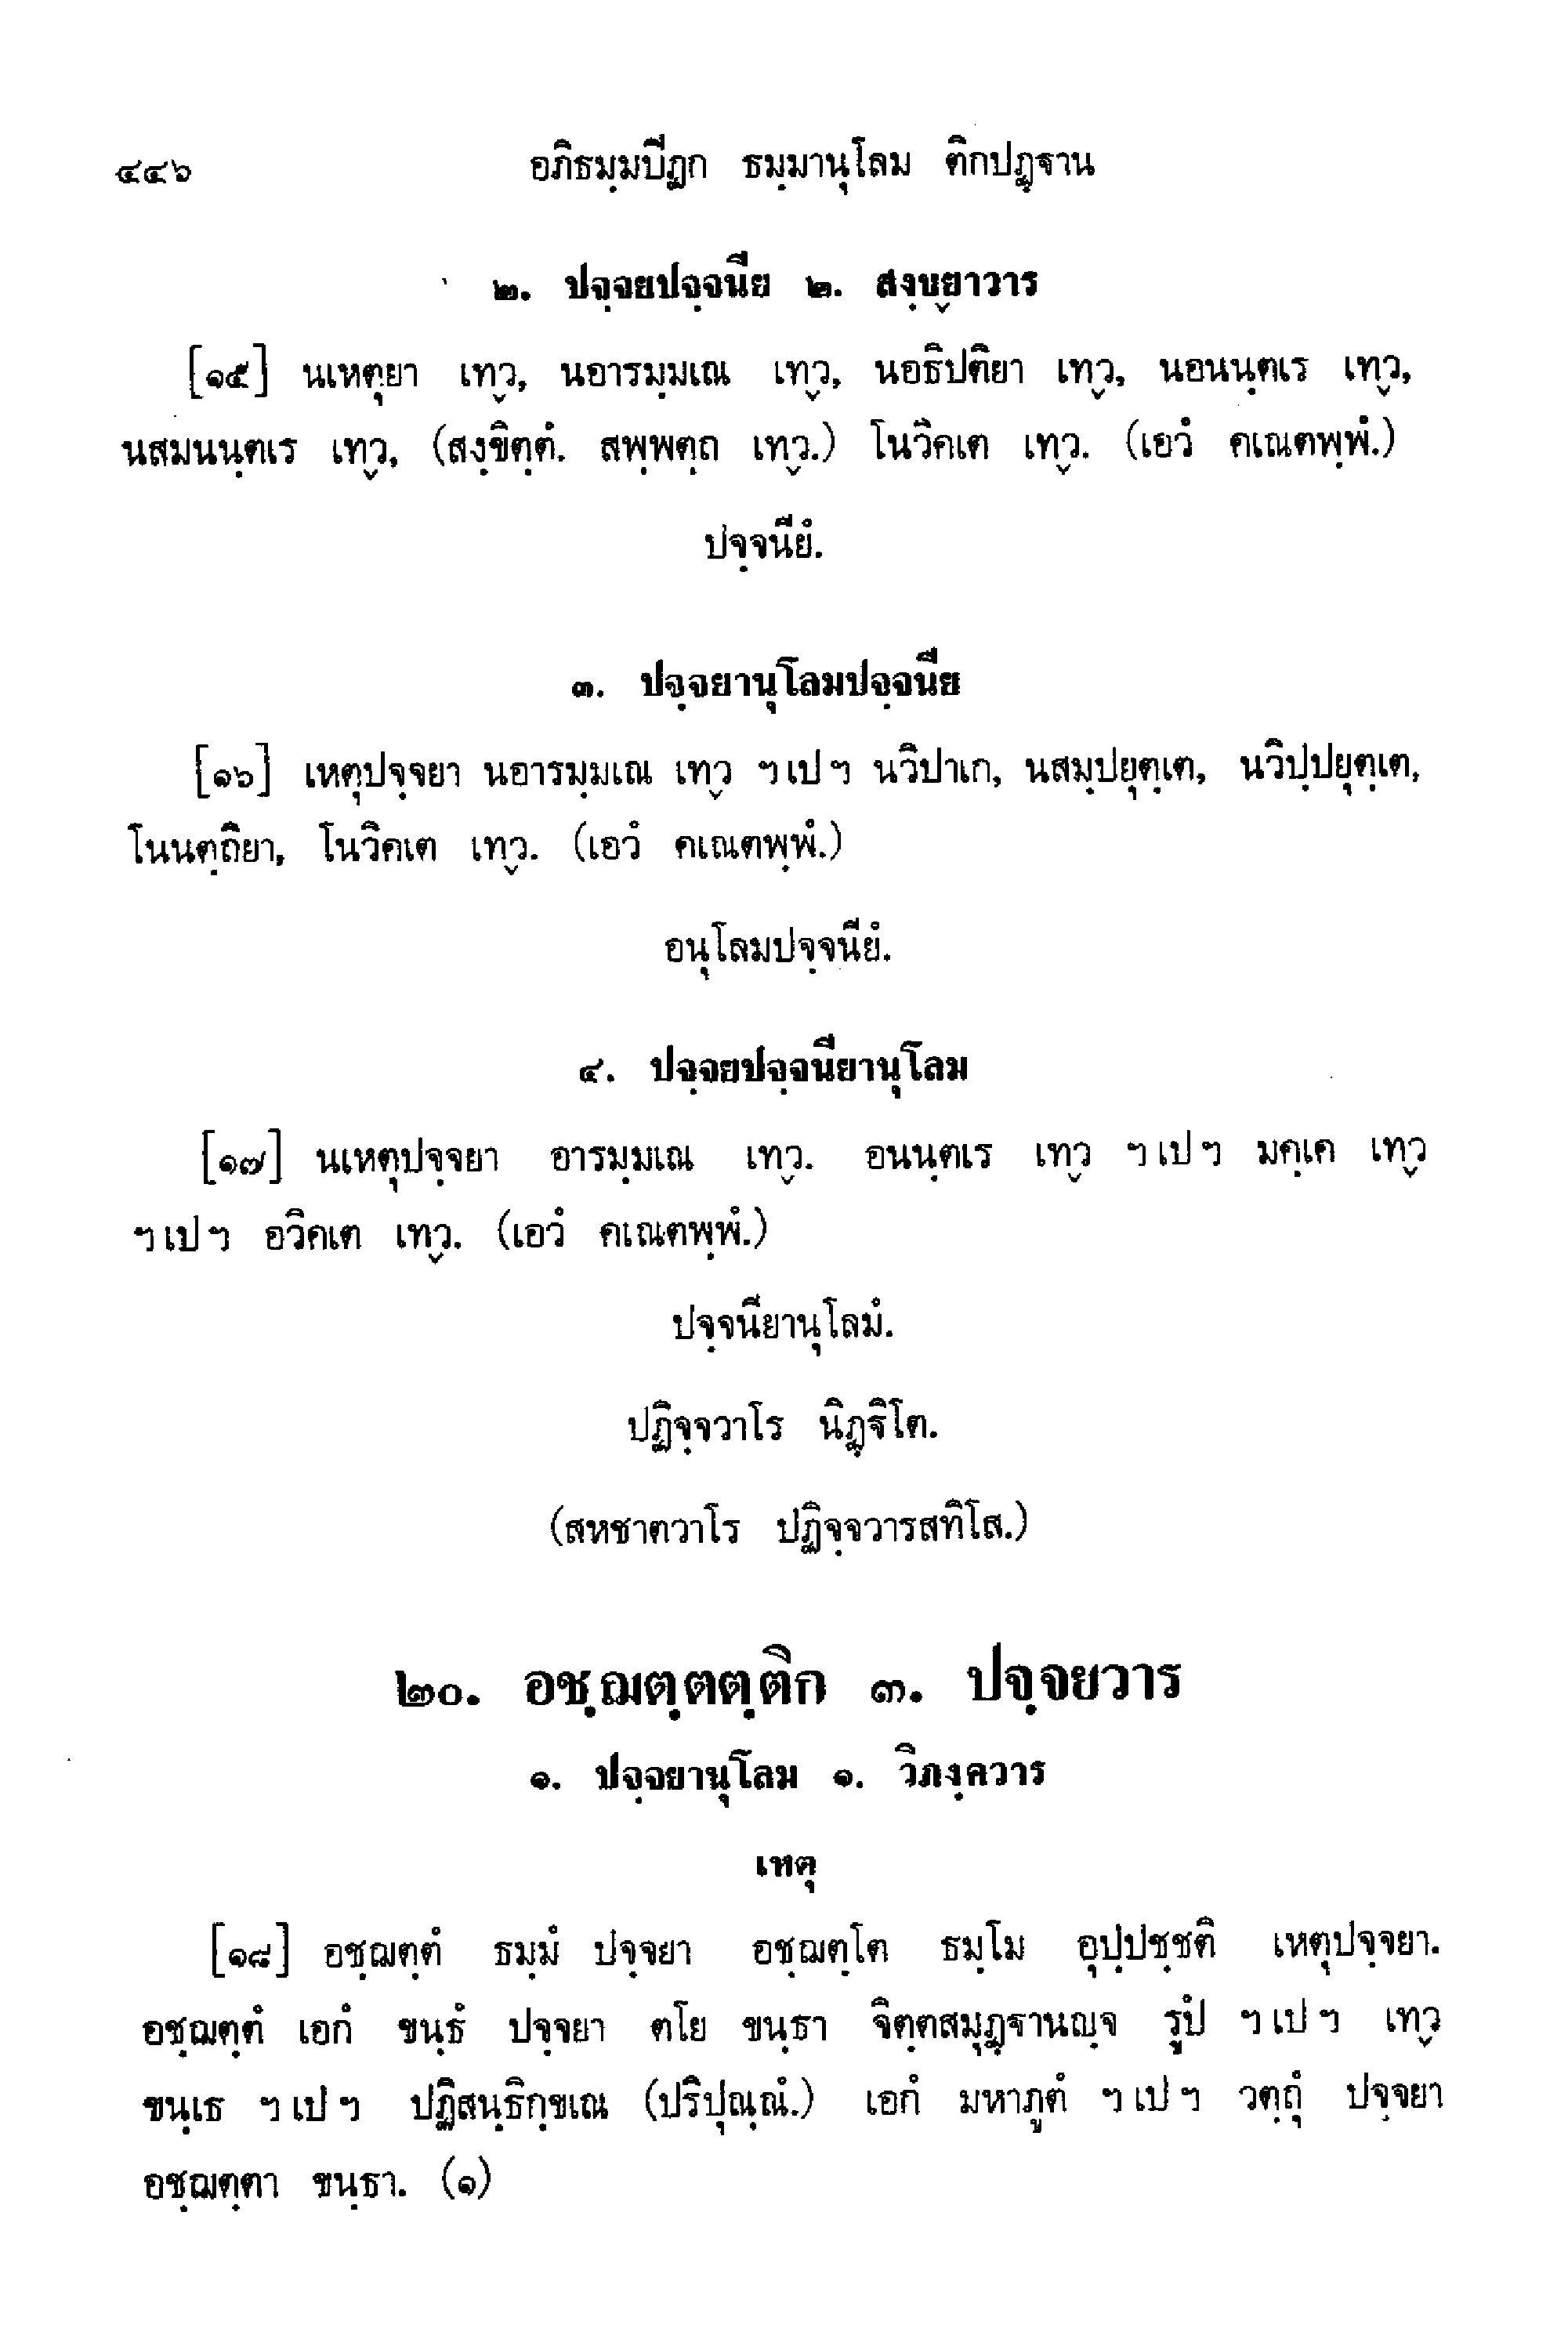 ๔๔๖ อภิธมฺมปีฏก ธมฺมานุโลม ติกปฏฺฐาน
๒. ปจฺจยปจฺจนีย ๒. สงฺขฺยาวาร
[๑๕] นเหตุยา เทฺว, นอารมฺมเณ เทฺว, นอธิปติยา เทฺว, นอนนฺตเร เทฺว,
นสมนนฺตเร เทฺว, (สงฺขิตฺตํ. สพฺพตฺถ เทฺว.) โนวิคเต เทฺว. (เอวํ คเณตพฺพํ.)
ปจฺจนียํ.
๓. ปจฺจยานุโลมปจฺจนีย
[๑๖] เหตุปจฺจยา นอารมฺมเณ เทฺว ฯ เป ฯ นวิปาเก, นสมฺปยุตฺเต, นวิปฺปยุตฺเต,
โนนตฺถิยา, โนวิคเต เทฺว. (เอวํ คเณตพฺพํ.)
อนุโลมปจฺจนียํ.
๔. ปจฺจยปจฺจนียานุโลม
[๑๗] นเหตุปจฺจยา อารมฺมเณ เทฺว. อนนฺตเร เทฺว ฯ เป ฯ มคฺเค เทฺว
ฯ เป ฯ อวิคเต เทฺว. (เอวํ คเณตพฺพํ.)
ปจฺจนียานุโลมํ.
ปฏิจฺจวาโร นิฏฺฐิโต.
(สหชาตวาโร ปฏิจฺจวารสทิโส.)
๒๐. อชฺฌตฺตตฺติก ๓. ปจฺจยวาร
๑. ปจฺจยานุโลม ๑. วิภงฺควาร
เหตุ
[๑๘] อชฺฌตฺตํ ธมฺมํ ปจฺจยา อชฺฌตฺโต ธมฺโม อุปฺปชฺชติ เหตุปจฺจยา.
อชฺฌตฺตํ เอกํ ขนฺธํ ปจฺจยา ตโย ขนฺธา จิตฺตสมุฏฺฐานญฺจ รูปํ ฯ เป ฯ เทฺว
ขนฺเธ ฯ เป ฯ ปฏิสนฺธิกฺขเณ (ปริปุณฺณํ.) เอกํ มหาภูตํ ฯ เป ฯ วตฺถุํ ปจฺจยา
อชฺฌตฺตา ขนฺธา. (๑)